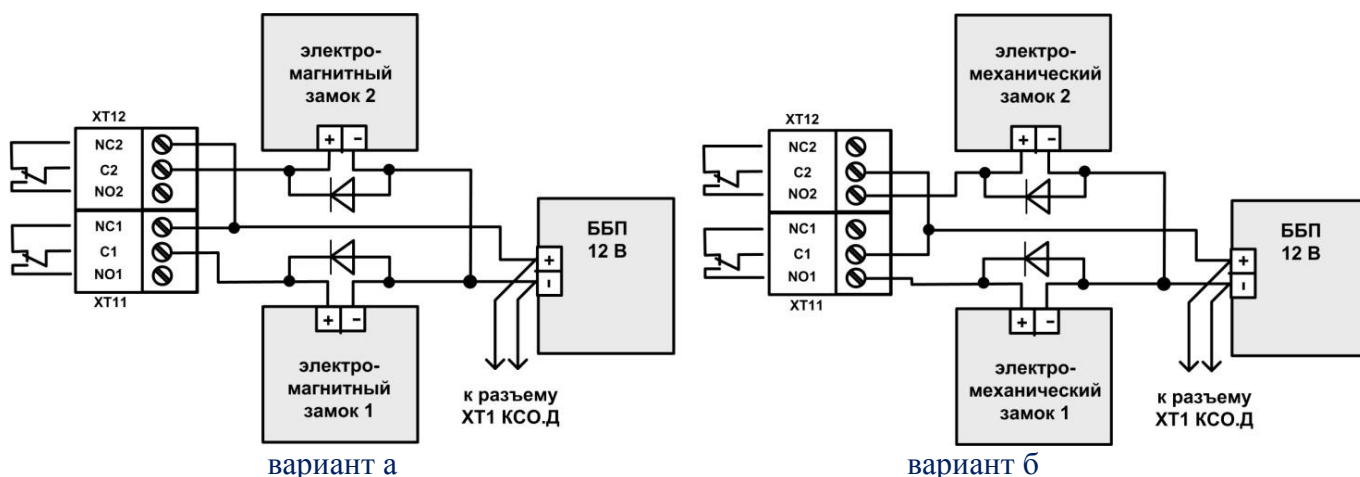 электро-
магнитный
замок 2
+ −
XT12
NC2
C2
NO2
NC1
C1
NO1
XT11
ББП
12 В
+
−
+ −
электро-
магнитный
замок 1
к разъему
XT1 КСО.Д
вариант а
электро-
механический
замок 2
+ −
XT12
NC2
C2
NO2
NC1
C1
NO1
XT11
ББП
12 В
+
−
+ −
электро-
механический
замок 1
к разъему
XT1 КСО.Д
вариант б